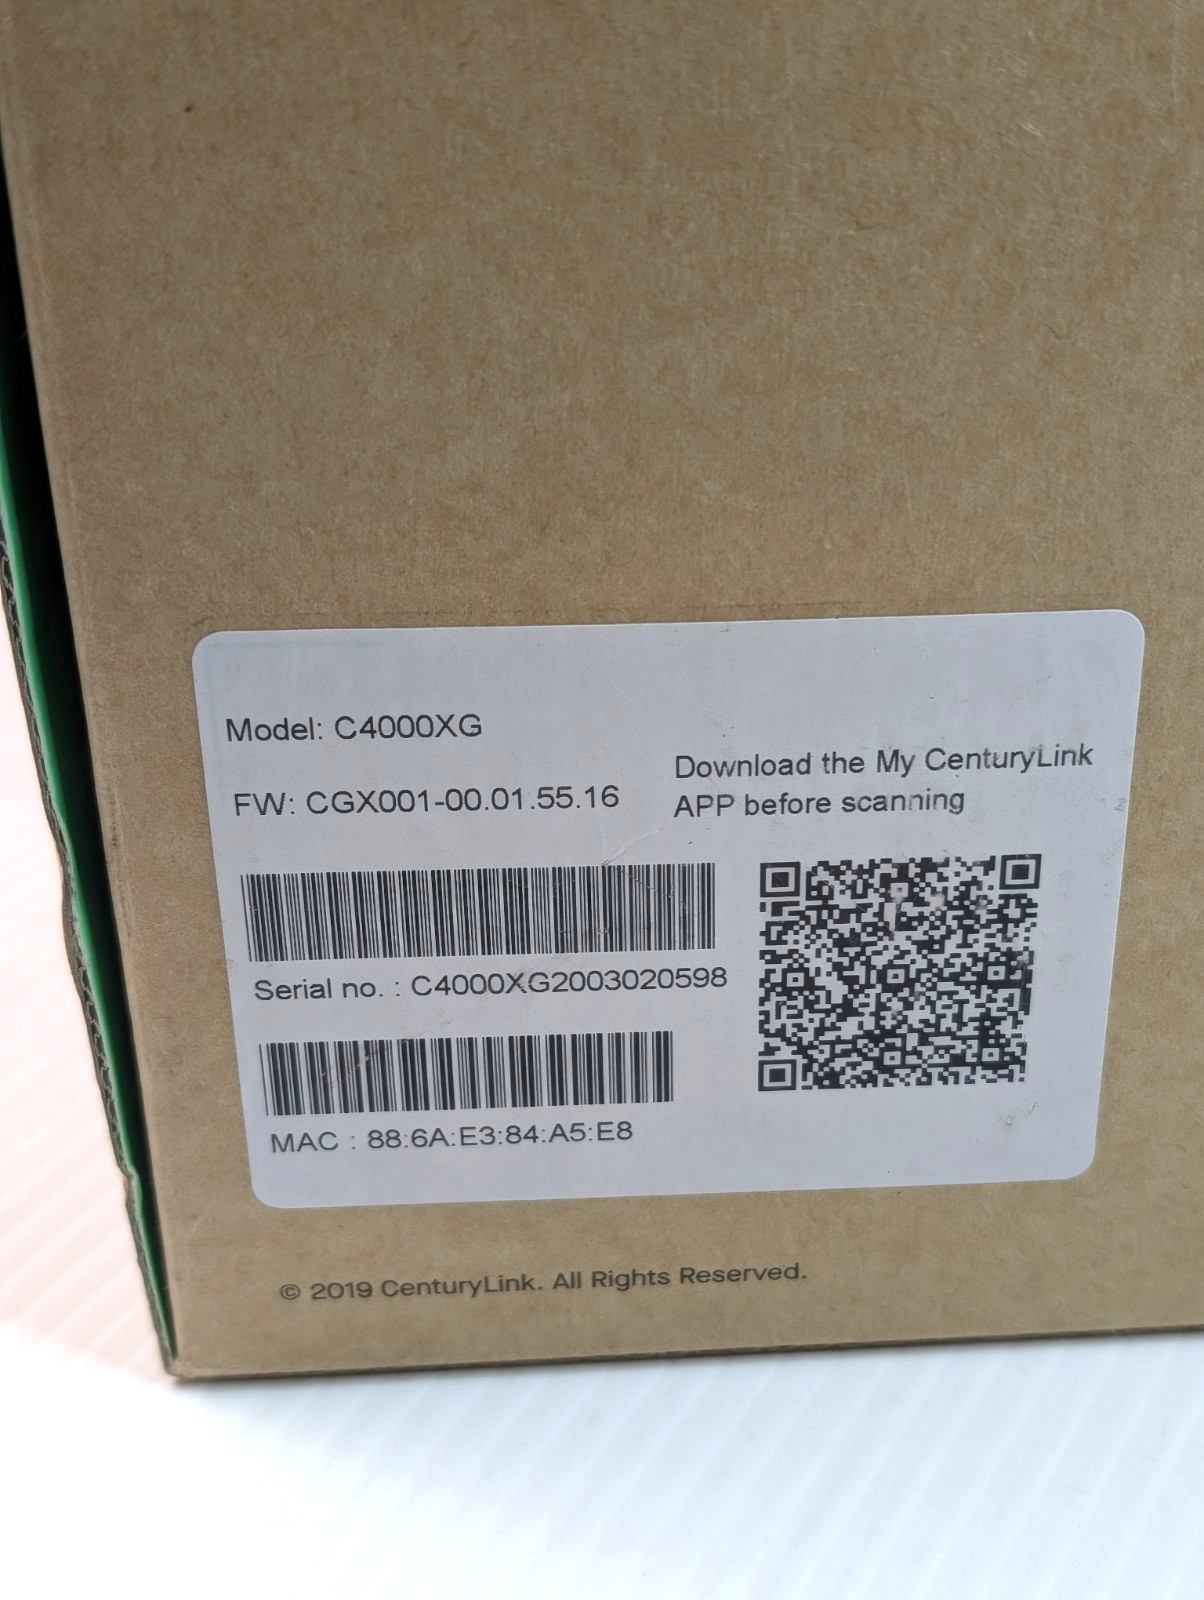 Model: C4000XG
FW: CGX001-00.01.55.16
Download the My CenturyLink
APP before scanning
Serial no. : C4000XG2003020598
MAC : 88:6A:E3:84:A5:E8
© 2019 CenturyLink. All Rights Reserved.